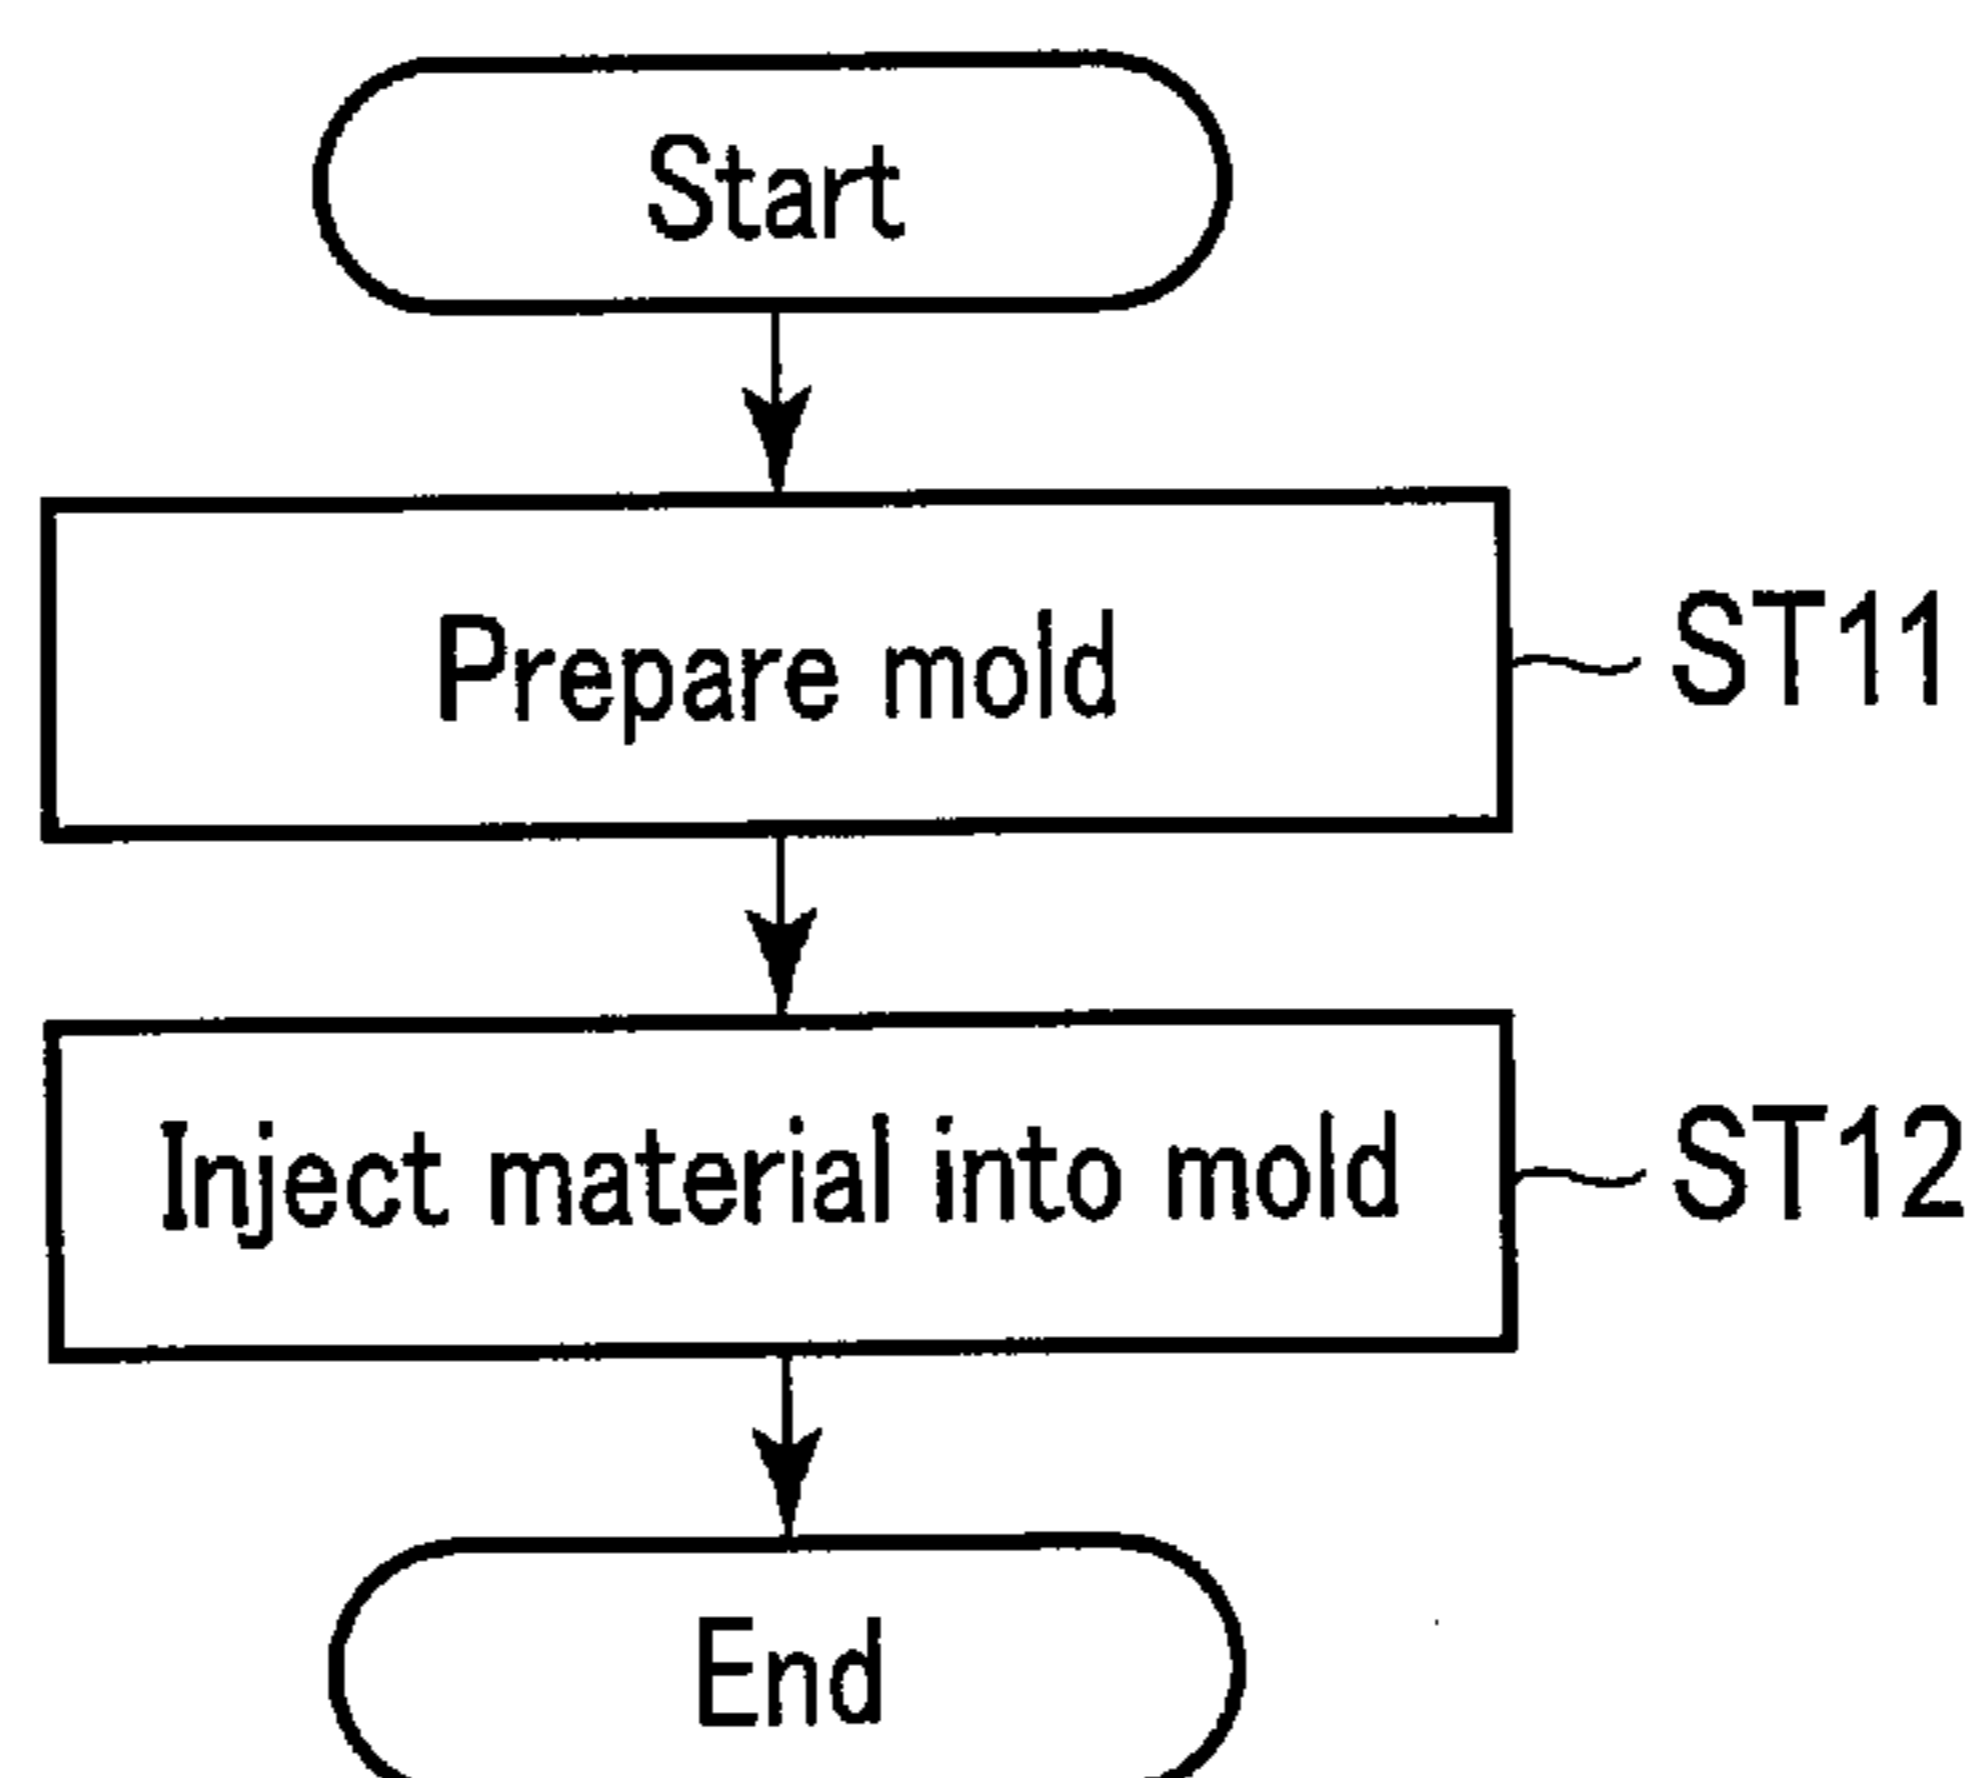 Start
Prepare mold
ST11
Inject material into mold
ST12
End